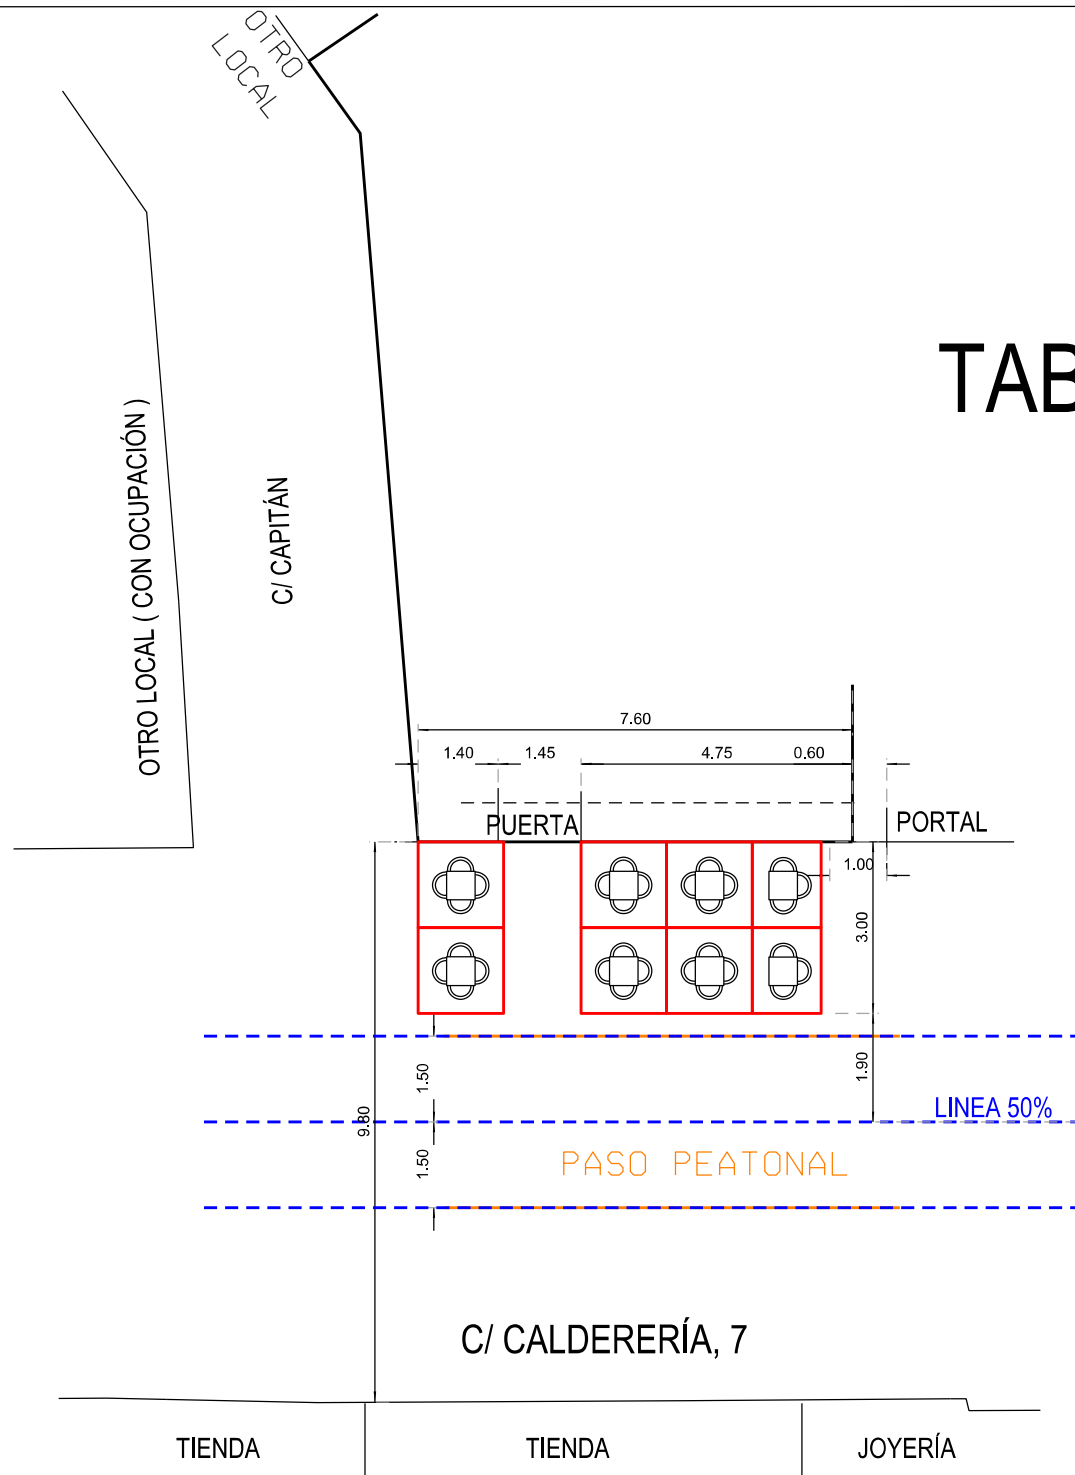 OTRO
LOCAL
TAB
OTRO LOCAL ( CON OCUPACIÓN )
C/ CAPITÁN
7.60
1.40
1.45
4.75
0.60
PUERTA
PORTAL
1.00
3.00
1.90
1.50
9.80
LINEA 50%
1.50
PASO PEATONAL
C/ CALDERERÍA, 7
TIENDA
TIENDA
JOYERÍA